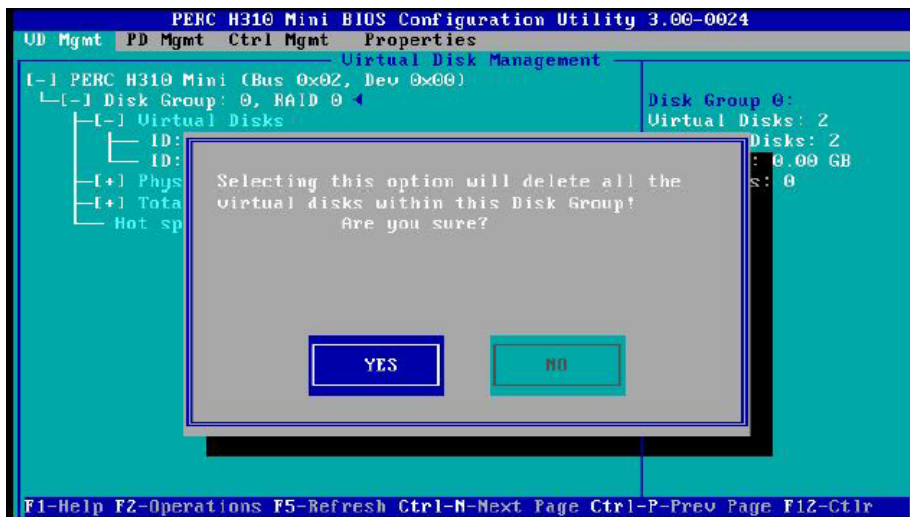 PERC H310 Mini BIOS Configuration Utility 3.00-0024
VD Mgmt PD Mgmt Ctrl Mgmt Properties
Virtual Disk Management
[-] PERC H310 Mini (Bus 0x02, Dev 0x00)
[-] Disk Group: 0, RAID 0
[-] Virtual Disks
ID:
ID:
[+] Phys
[+] Tota
Hot sp
Disk Group 0:
Virtual Disks: 2
Disks: 2
: 0.00 GB
s: 0
Selecting this option will delete all the
virtual disks within this Disk Group!
Are you sure?
YES
NO
F1-Help F2-Operations F5-Refresh Ctrl-N-Next Page Ctrl-P-Prev Page F12-Ctlr